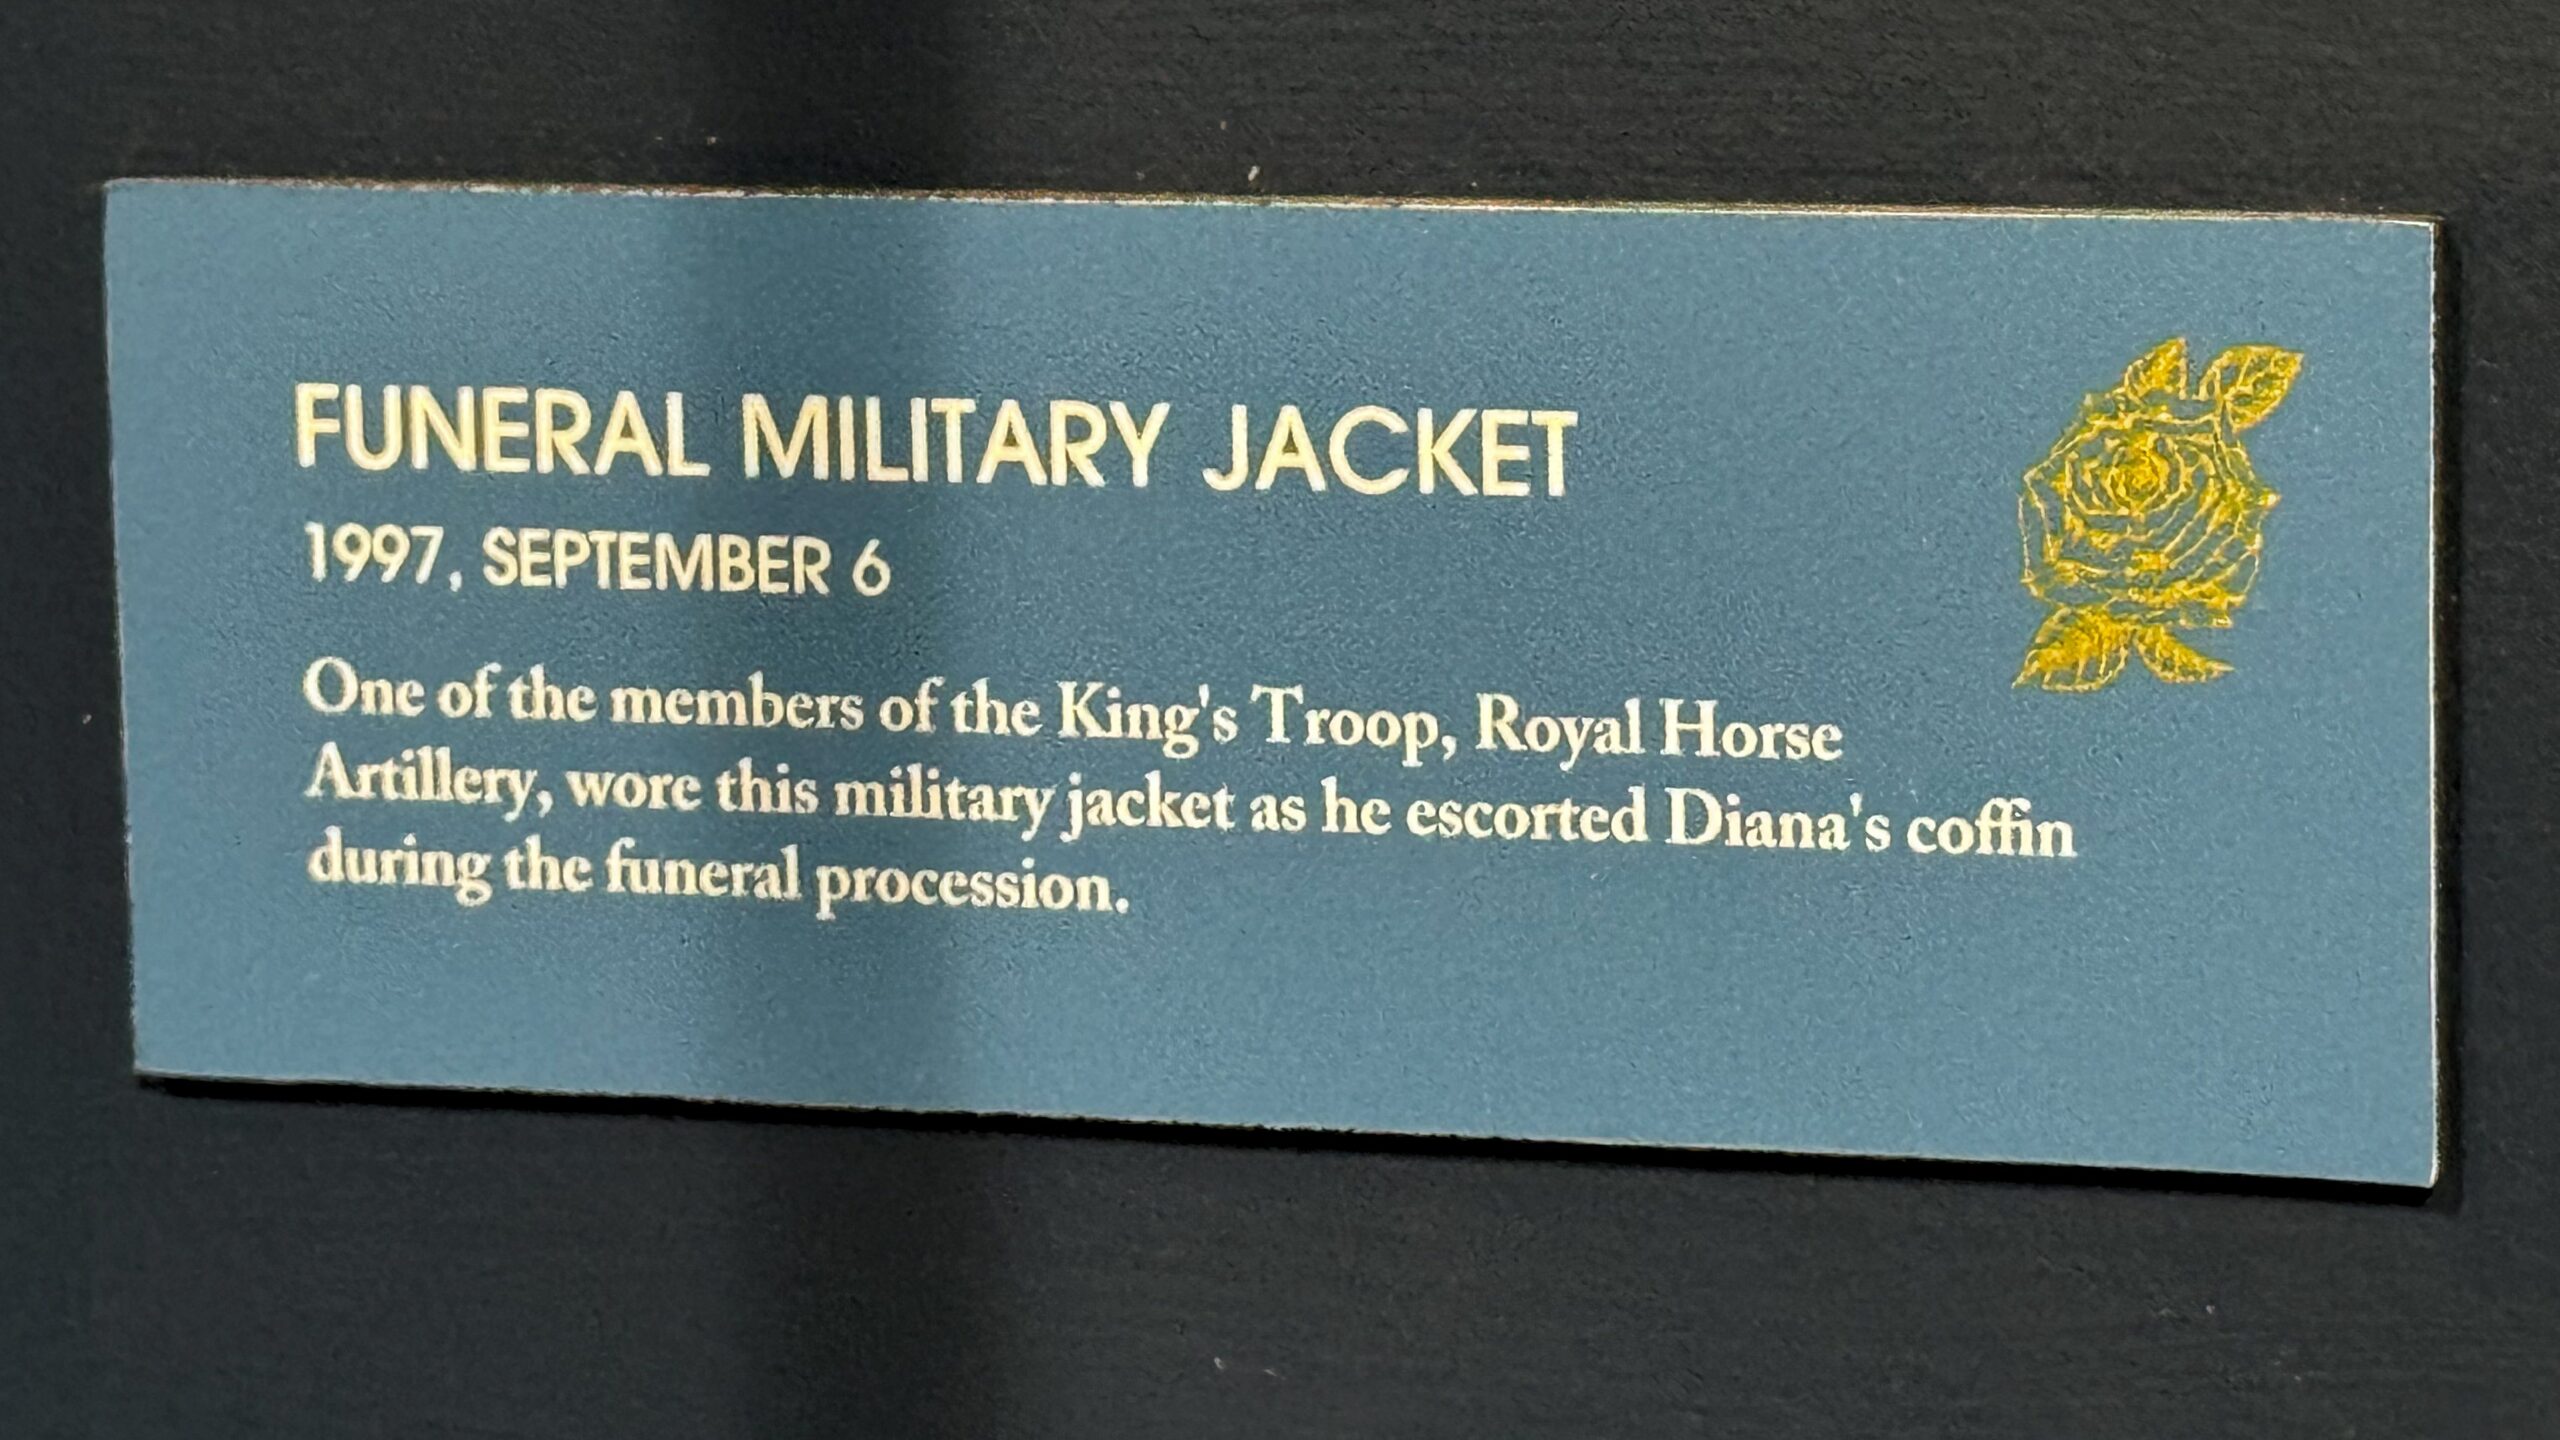 FUNERAL MILITARY JACKET
1997, SEPTEMBER 6
One of the members of the King's Troop, Royal Horse
Artillery, wore this military jacket as he escorted Diana's coffin
during the funeral procession.